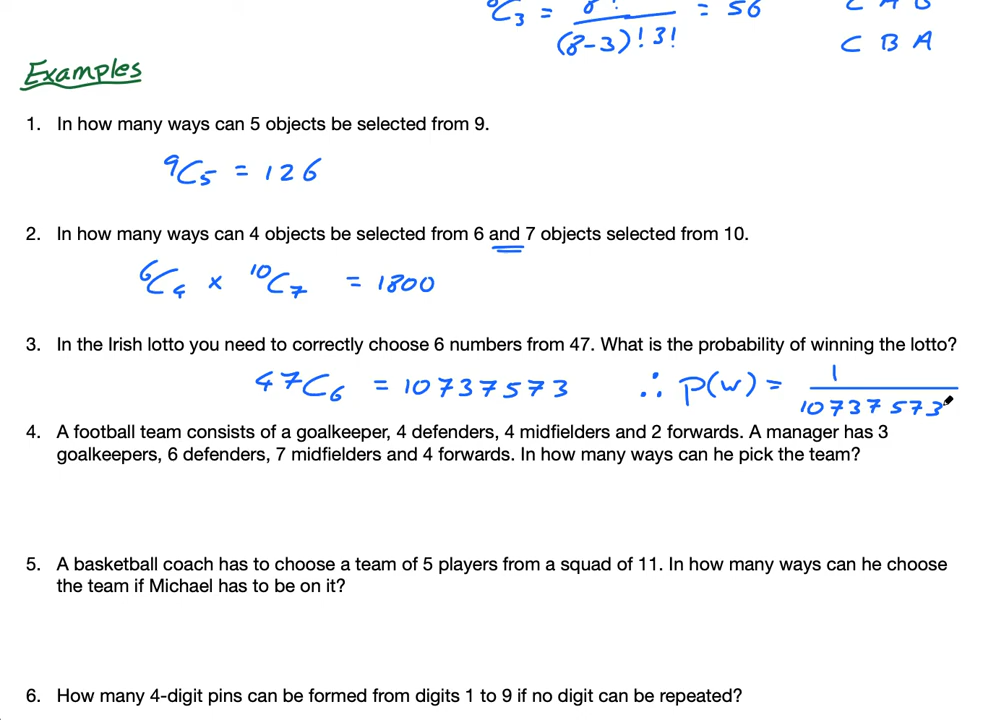 ⁸C₃ = 8! = 56 C A B
(8-3)! 3! C B A
Examples
1. In how many ways can 5 objects be selected from 9.
⁹C₅ = 126
2. In how many ways can 4 objects be selected from 6 and 7 objects selected from 10.
⁶C₄ × ¹⁰C₇ = 1800
3. In the Irish lotto you need to correctly choose 6 numbers from 47. What is the probability of winning the lotto?
47C₆ = 10737573 ∴ P(W) = 1
10737573
4. A football team consists of a goalkeeper, 4 defenders, 4 midfielders and 2 forwards. A manager has 3
goalkeepers, 6 defenders, 7 midfielders and 4 forwards. In how many ways can he pick the team?
5. A basketball coach has to choose a team of 5 players from a squad of 11. In how many ways can he choose
the team if Michael has to be on it?
6. How many 4-digit pins can be formed from digits 1 to 9 if no digit can be repeated?